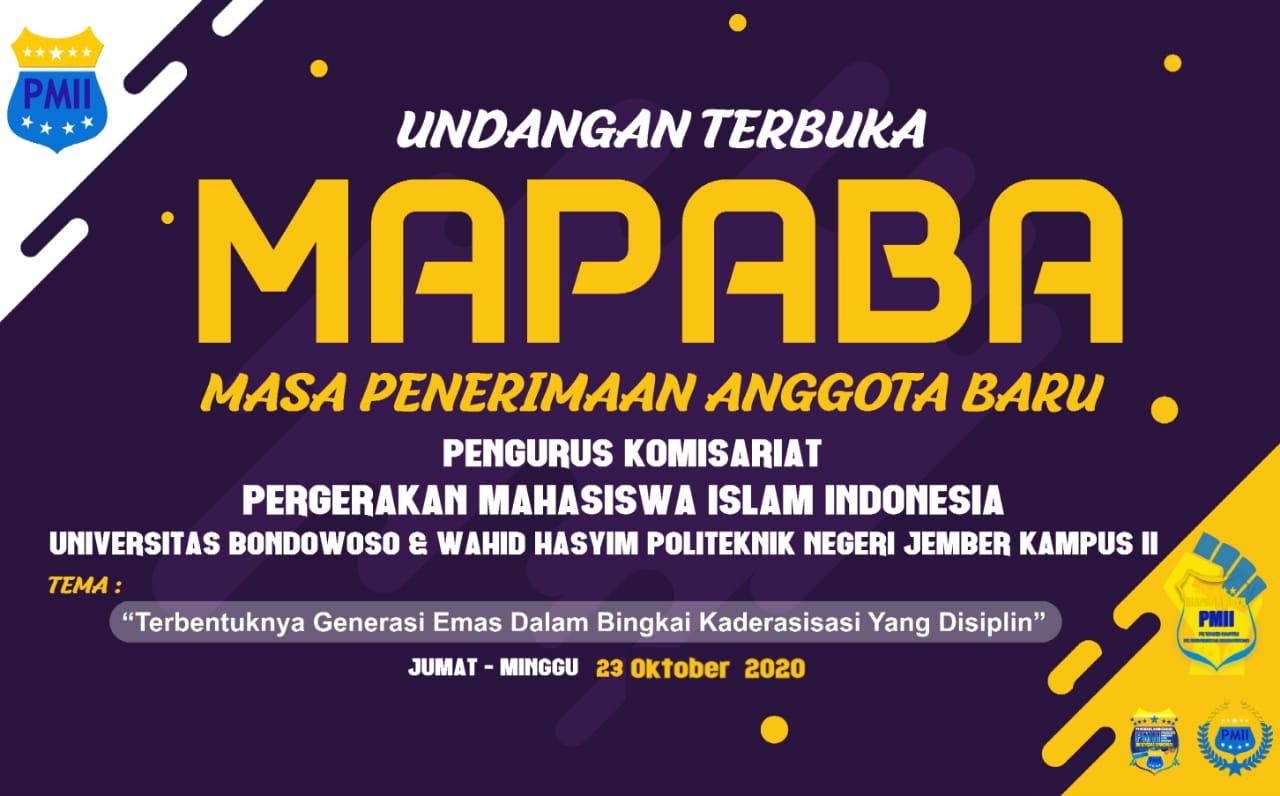 PMII
UNDANGAN TERBUKA
MAPABA
MASA PENERIMAAN ANGGOTA BARU
PENGURUS KOMISARIAT
PERGERAKAN MAHASISWA ISLAM INDONESIA
UNIVERSITAS BONDOWOSO & WAHID HASYIM POLITEKNIK NEGERI JEMBER KAMPUS II
TEMA :
“Terbentuknya Generasi Emas Dalam Bingkai Kaderasisasi Yang Disiplin”
JUMAT - MINGGU 23 Oktober 2020
PMII
PMII
PMII